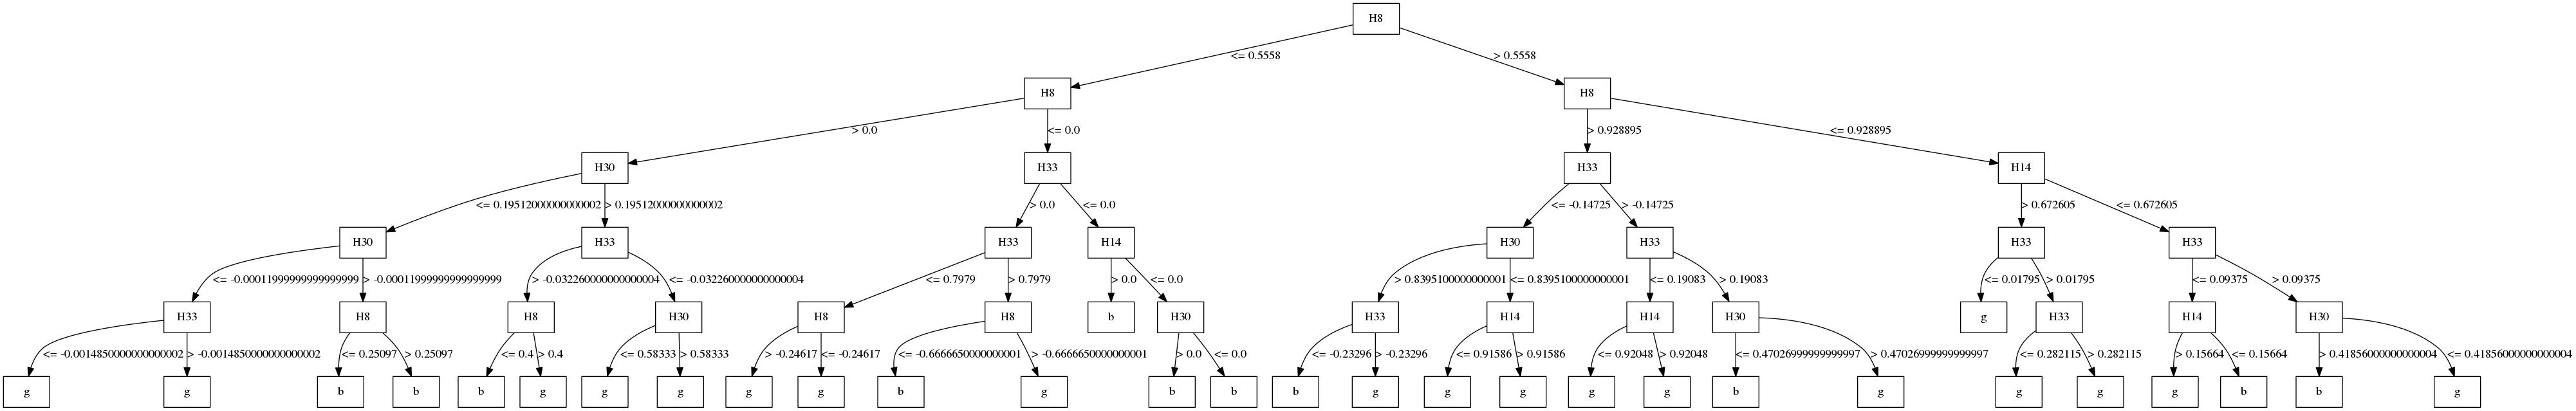 H8
<= 0.5558 > 0.5558
H8 H8
> 0.0 <= 0.0 > 0.928895 <= 0.928895
H30 H33 H33 H14
<= 0.19512000000000002 > 0.19512000000000002 > 0.0 <= 0.0 <= -0.14725 > -0.14725 > 0.672605 <= 0.672605
H30 H33 H33 H14 H30 H33 H33 H33
<= -0.00011999999999999999 > -0.00011999999999999999 > -0.032260000000000004 <= -0.032260000000000004 <= 0.7979 > 0.7979 > 0.0 <= 0.0 > 0.8395100000000001 <= 0.8395100000000001 <= 0.19083 > 0.19083 <= 0.01795 > 0.01795 <= 0.09375 > 0.09375
H33 H8 H8 H30 H8 H8 b H30 H33 H14 H14 H30 g H33 H14 H30
<= -0.0014850000000000002 > -0.0014850000000000002 <= 0.25097 > 0.25097 <= 0.4 > 0.4 <= 0.58333 > 0.58333 > -0.24617 <= -0.24617 <= -0.6666650000000001 > -0.6666650000000001 > 0.0 <= 0.0 <= -0.23296 > -0.23296 <= 0.91586 > 0.91586 <= 0.92048 > 0.92048 <= 0.47026999999999997 > 0.47026999999999997 <= 0.282115 > 0.282115 > 0.15664 <= 0.15664 > 0.41856000000000004 <= 0.41856000000000004
g g b b b g g g g g b g b b b g g g g g b g g g g b b g